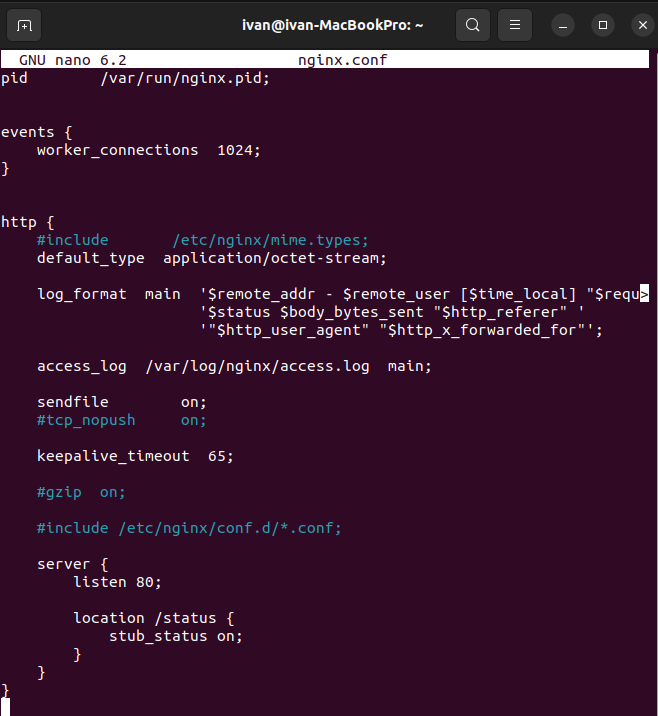 ivan@ivan-MacBookPro: ~
GNU nano 6.2 nginx.conf
pid        /var/run/nginx.pid;
events {
    worker_connections  1024;
}
http {
    #include       /etc/nginx/mime.types;
    default_type  application/octet-stream;
    log_format  main  '$remote_addr - $remote_user [$time_local] "$requ>
                      '$status $body_bytes_sent "$http_referer" '
                      '"$http_user_agent" "$http_x_forwarded_for"';
    access_log  /var/log/nginx/access.log  main;
    sendfile        on;
    #tcp_nopush     on;
    keepalive_timeout  65;
    #gzip  on;
    #include /etc/nginx/conf.d/*.conf;
    server {
        listen 80;
        location /status {
            stub_status on;
        }
    }
}